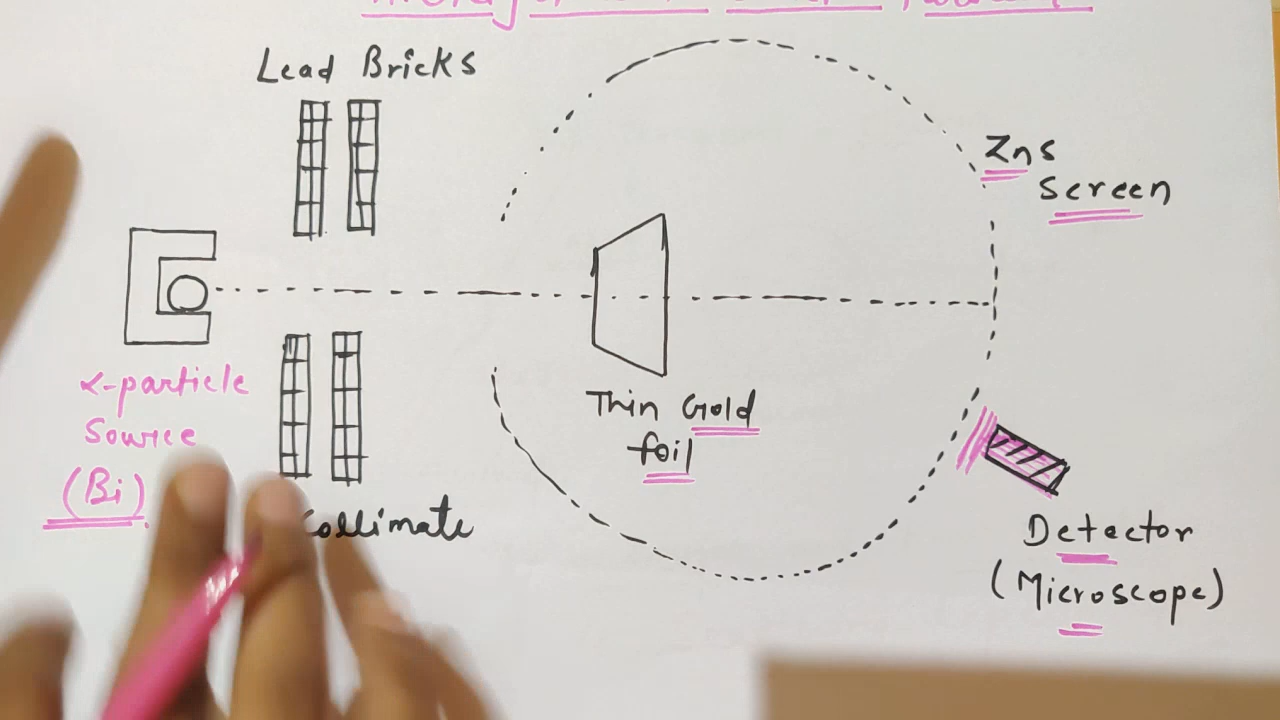 Lead Bricks
Zns
Screen
α-particle
Source
(Bi)
Collimate
Thin Gold
foil
Detector
(Microscope)